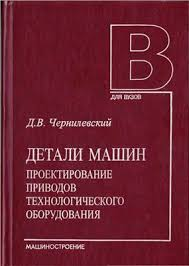 В
ДЛЯ ВУЗОВ
Д.В. Чернилевский
ДЕТАЛИ МАШИН
ПРОЕКТИРОВАНИЕ
ПРИВОДОВ
ТЕХНОЛОГИЧЕСКОГО
ОБОРУДОВАНИЯ
МАШИНОСТРОЕНИЕ